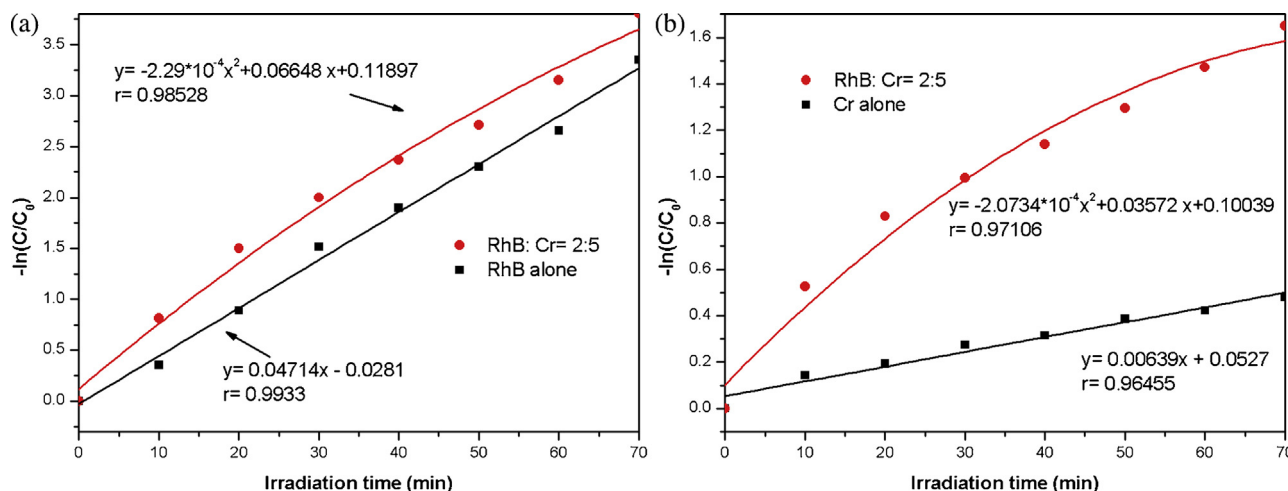 (a)
3.5
3.0
2.5
2.0
1.5
1.0
0.5
0.0
-ln(C/C₀)
y= -2.29*10⁻⁴x²+0.06648 x+0.11897
r= 0.98528
RhB: Cr= 2:5
RhB alone
y= 0.04714x - 0.0281
r= 0.9933
0 10 20 30 40 50 60 70
Irradiation time (min)
(b)
1.6
1.4
1.2
1.0
0.8
0.6
0.4
0.2
0.0
-ln(C/C₀)
RhB: Cr= 2:5
Cr alone
y= -2.0734*10⁻⁴x²+0.03572 x+0.10039
r= 0.97106
y= 0.00639x + 0.0527
r= 0.96455
0 10 20 30 40 50 60 70
Irradiation time (min)